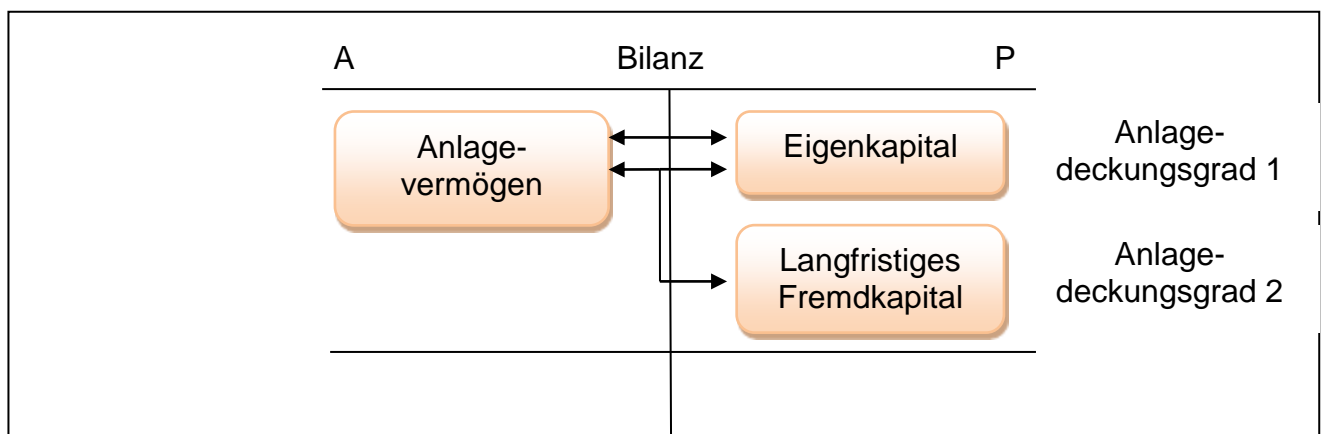 A Bilanz P
Anlage-
vermögen
Eigenkapital
Anlage-
deckungsgrad 1
Langfristiges
Fremdkapital
Anlage-
deckungsgrad 2